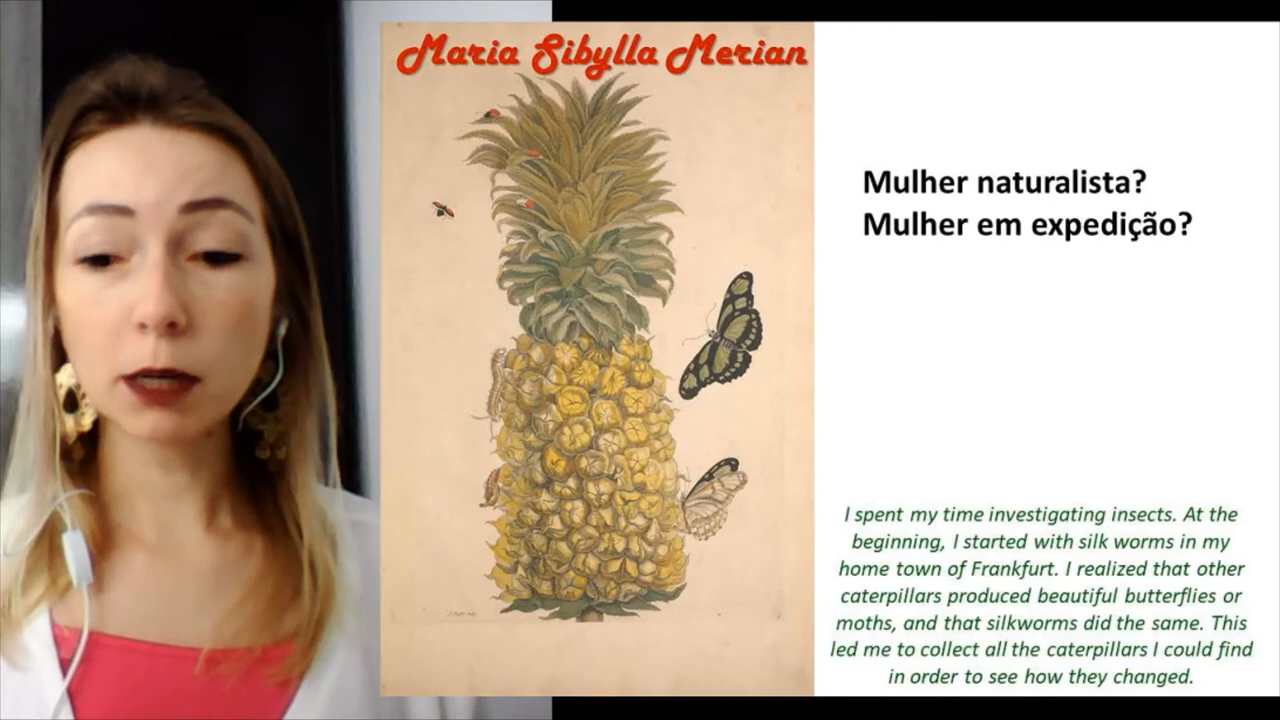 Maria Sibylla Merian
Mulher naturalista?
Mulher em expedição?
I spent my time investigating insects. At the
beginning, I started with silk worms in my
home town of Frankfurt. I realized that other
caterpillars produced beautiful butterflies or
moths, and that silkworms did the same. This
led me to collect all the caterpillars I could find
in order to see how they changed.